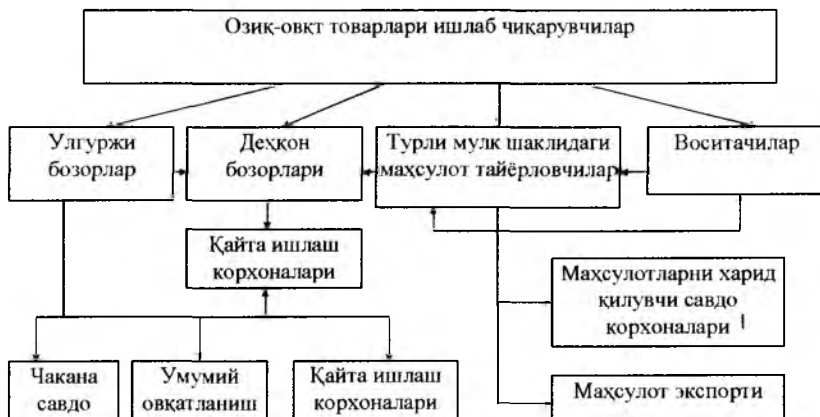 Озиқ-овқт товарлари ишлаб чиқарувчилар
Улгуржи
бозорлар
Деҳқон
бозорлари
Турли мулк шаклидаги
маҳсулот тайёрловчилар
Воситачилар
Қайта ишлаш
корхоналари
Маҳсулотларни харид
қилувчи савдо
корхоналари
Чакана
савдо
Умумий
овқатланиш
Қайта ишлаш
корхоналари
Маҳсулот экспорти